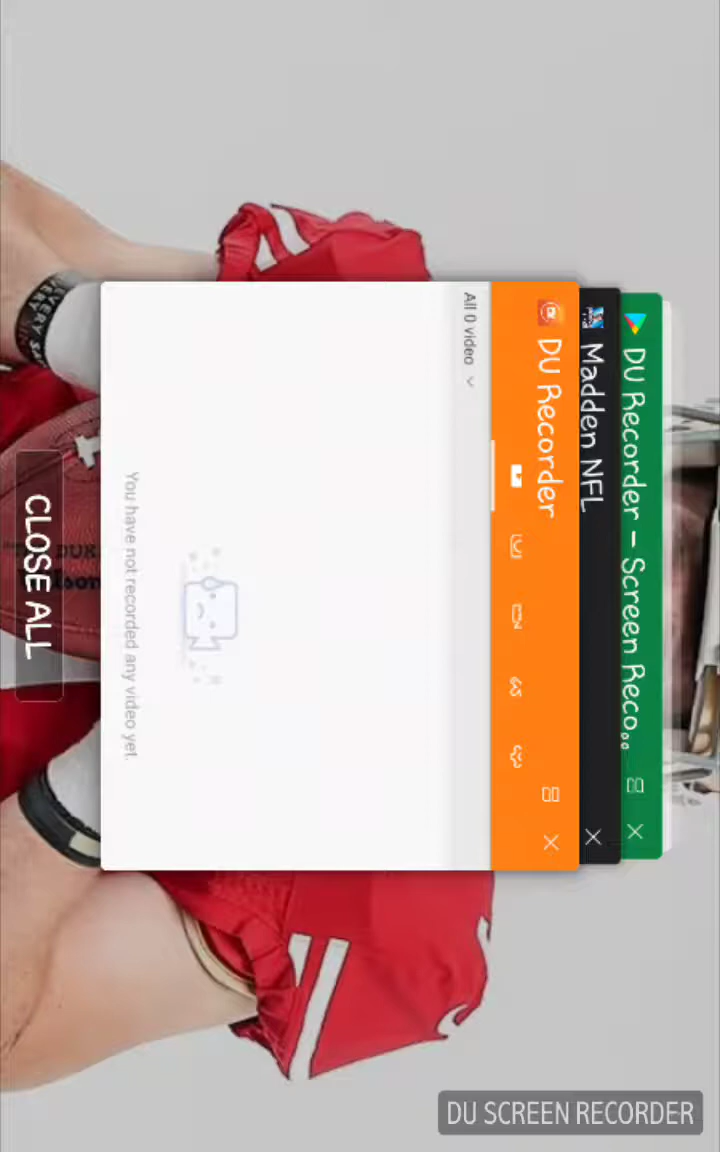 DU Recorder – Screen Reco..
Madden NFL
DU Recorder
All 0 video
You have not recorded any video yet.
CLOSE ALL
DU SCREEN RECORDER